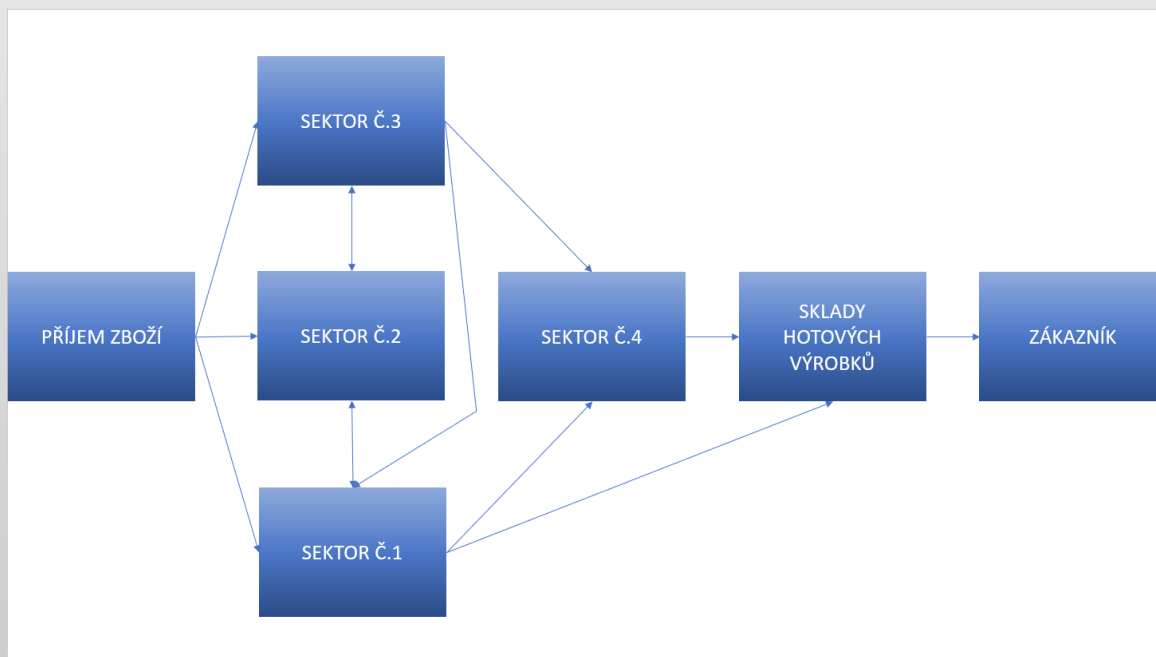 SEKTOR Č.3
PŘÍJEM ZBOŽÍ
SEKTOR Č.2
SEKTOR Č.4
SKLADY
HOTOVÝCH
VÝROBKŮ
ZÁKAZNÍK
SEKTOR Č.1